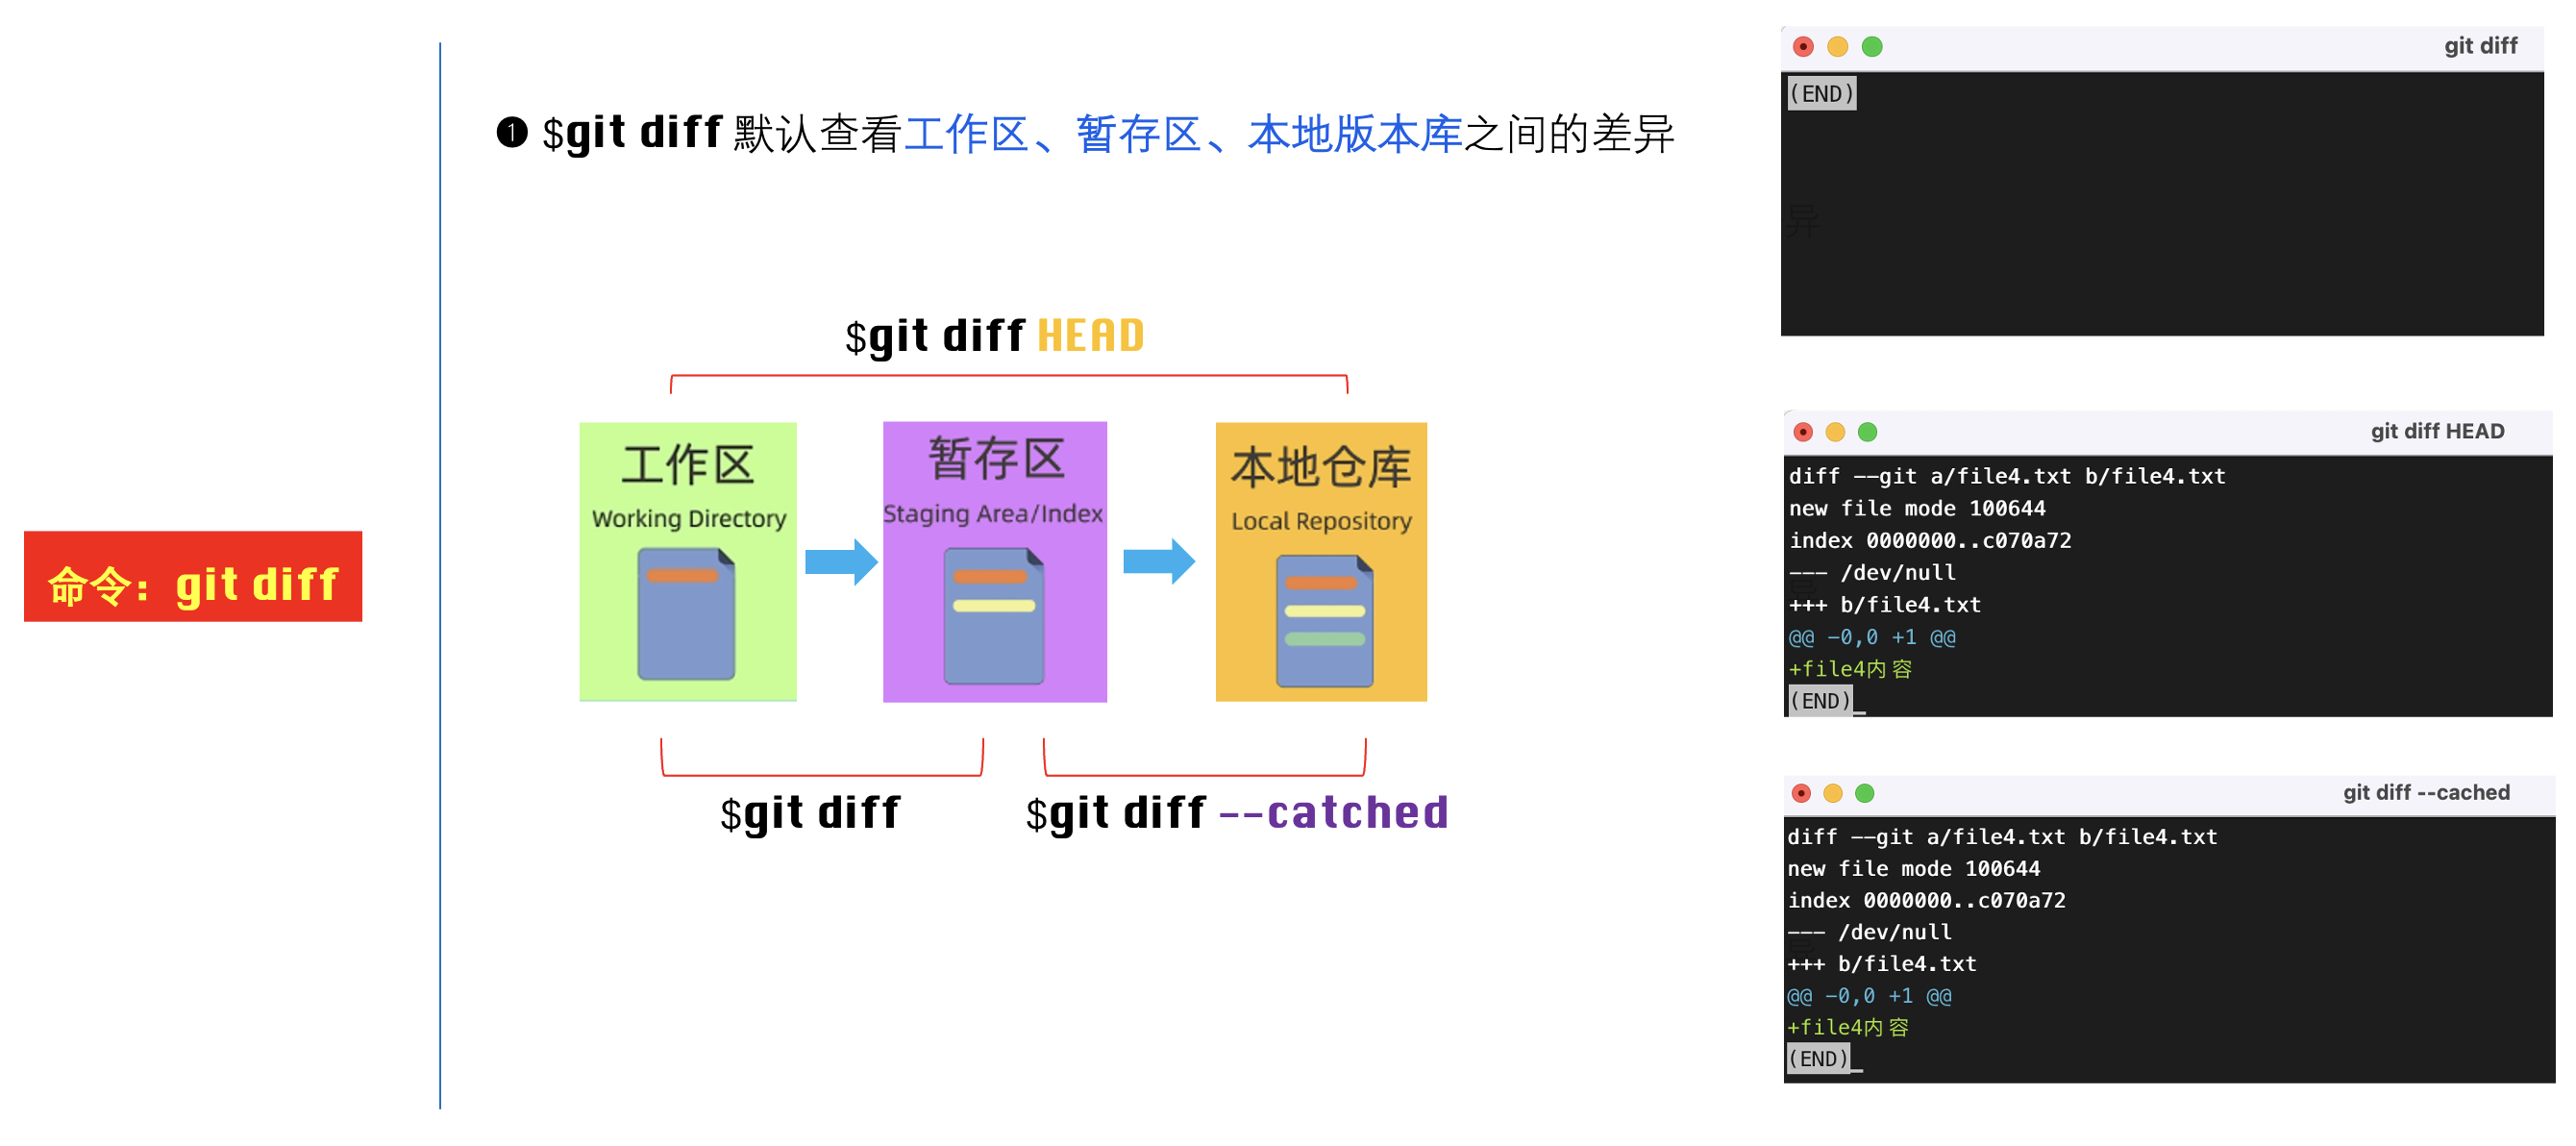 命令：git diff
❶ $git diff 默认查看工作区、暂存区、本地版本库之间的差异
$git diff HEAD
工作区
Working Directory
暂存区
Staging Area/Index
本地仓库
Local Repository
$git diff
$git diff --catched
git diff
(END)
异
git diff HEAD
diff --git a/file4.txt b/file4.txt
new file mode 100644
index 0000000..c070a72
--- /dev/null
+++ b/file4.txt
@@ -0,0 +1 @@
+file4内容
(END)
git diff --cached
diff --git a/file4.txt b/file4.txt
new file mode 100644
index 0000000..c070a72
--- /dev/null
+++ b/file4.txt
@@ -0,0 +1 @@
+file4内容
(END)